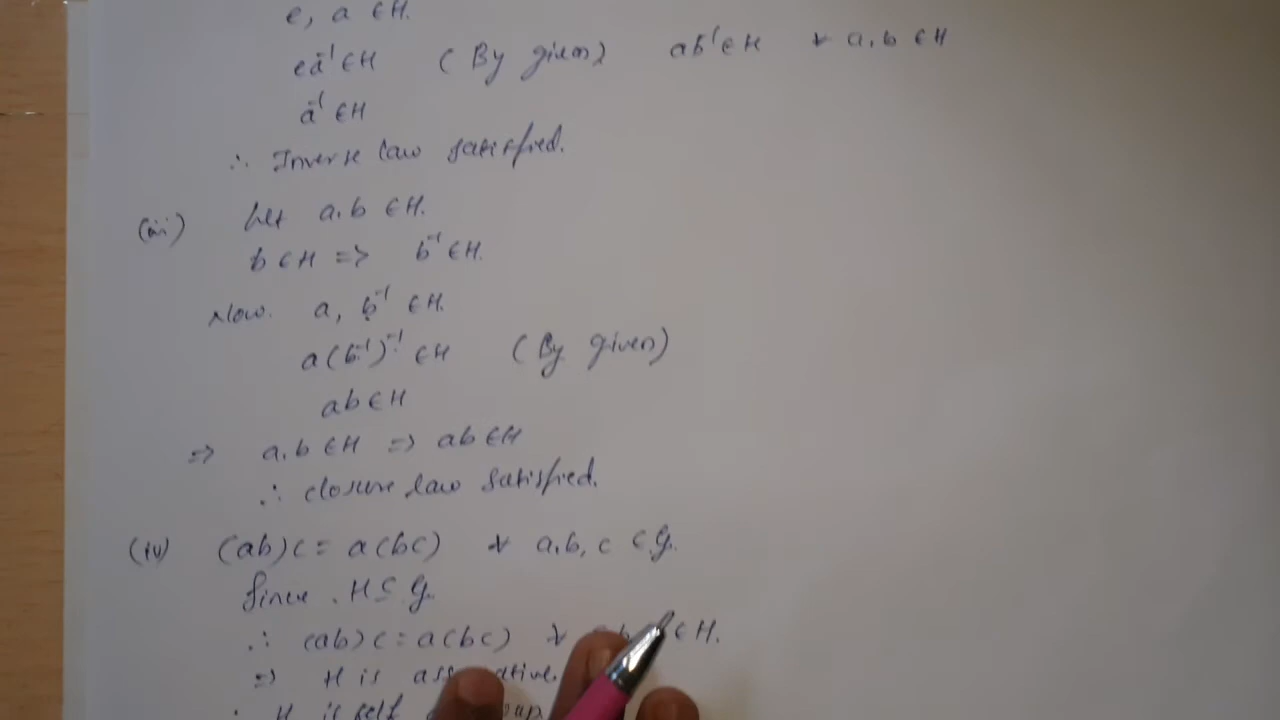 e, a ∈ H.
ea⁻¹ ∈ H (By given) ab⁻¹ ∈ H ∀ a, b ∈ H
a⁻¹ ∈ H
∴ Inverse law satisfied.
(iii) Let a, b ∈ H.
b ∈ H => b⁻¹ ∈ H.
Now. a, b⁻¹ ∈ H.
a(b⁻¹)⁻¹ ∈ H (By given)
ab ∈ H
=> a, b ∈ H => ab ∈ H
∴ closure law satisfied.
(iv) (ab)c = a(bc) ∀ a, b, c ∈ G.
Since H ⊆ G.
∴ (ab)c = a(bc) ∀ ∈ H.
=> H is
∴ H is